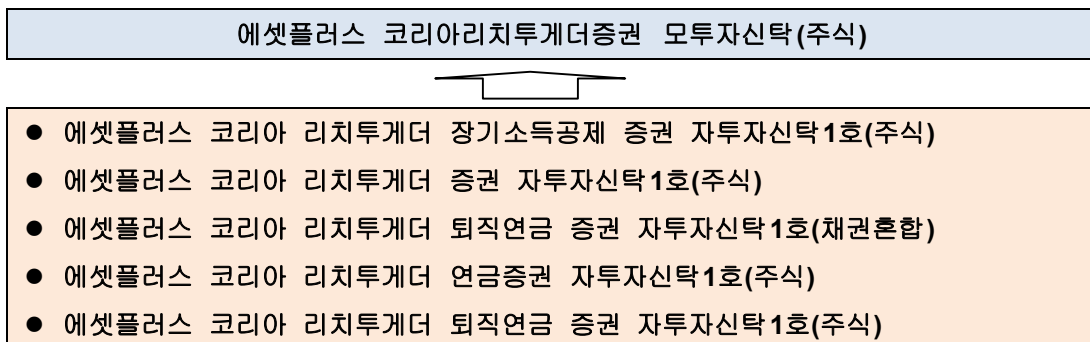 에셋플러스 코리아리치투게더증권 모투자신탁(주식)
● 에셋플러스 코리아 리치투게더 장기소득공제 증권 자투자신탁1호(주식)
● 에셋플러스 코리아 리치투게더 증권 자투자신탁1호(주식)
● 에셋플러스 코리아 리치투게더 퇴직연금 증권 자투자신탁1호(채권혼합)
● 에셋플러스 코리아 리치투게더 연금증권 자투자신탁1호(주식)
● 에셋플러스 코리아 리치투게더 퇴직연금 증권 자투자신탁1호(주식)